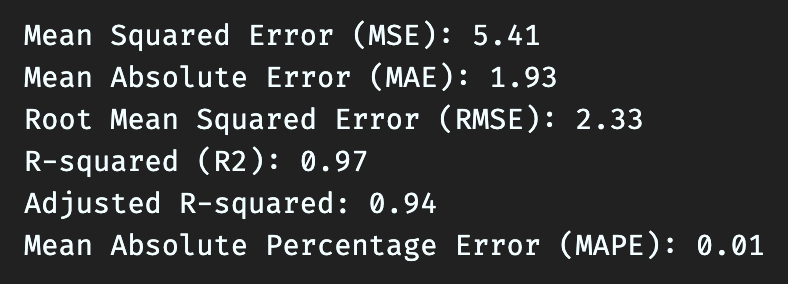 Mean Squared Error (MSE): 5.41
Mean Absolute Error (MAE): 1.93
Root Mean Squared Error (RMSE): 2.33
R-squared (R2): 0.97
Adjusted R-squared: 0.94
Mean Absolute Percentage Error (MAPE): 0.01